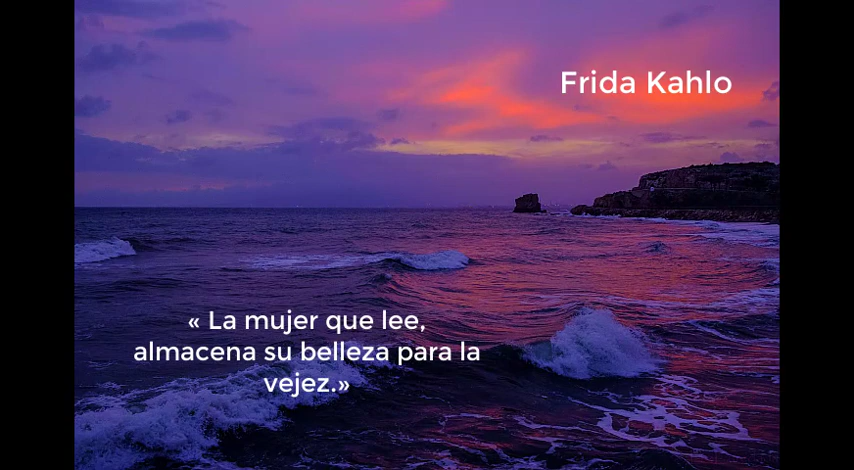 Frida Kahlo
« La mujer que lee,
almacena su belleza para la
vejez.»